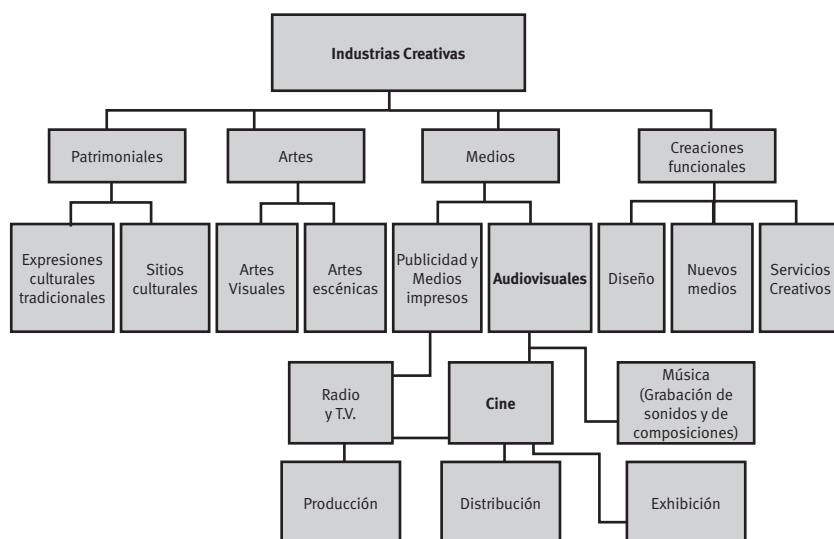 Industrias Creativas
Patrimoniales
Artes
Medios
Creaciones
funcionales
Expresiones
culturales
tradicionales
Sitios
culturales
Artes
Visuales
Artes
escénicas
Publicidad y
Medios
impresos
Audiovisuales
Diseño
Nuevos
medios
Servicios
Creativos
Radio
y T.V.
Cine
Música
(Grabación de
sonidos y de
composiciones)
Producción
Distribución
Exhibición